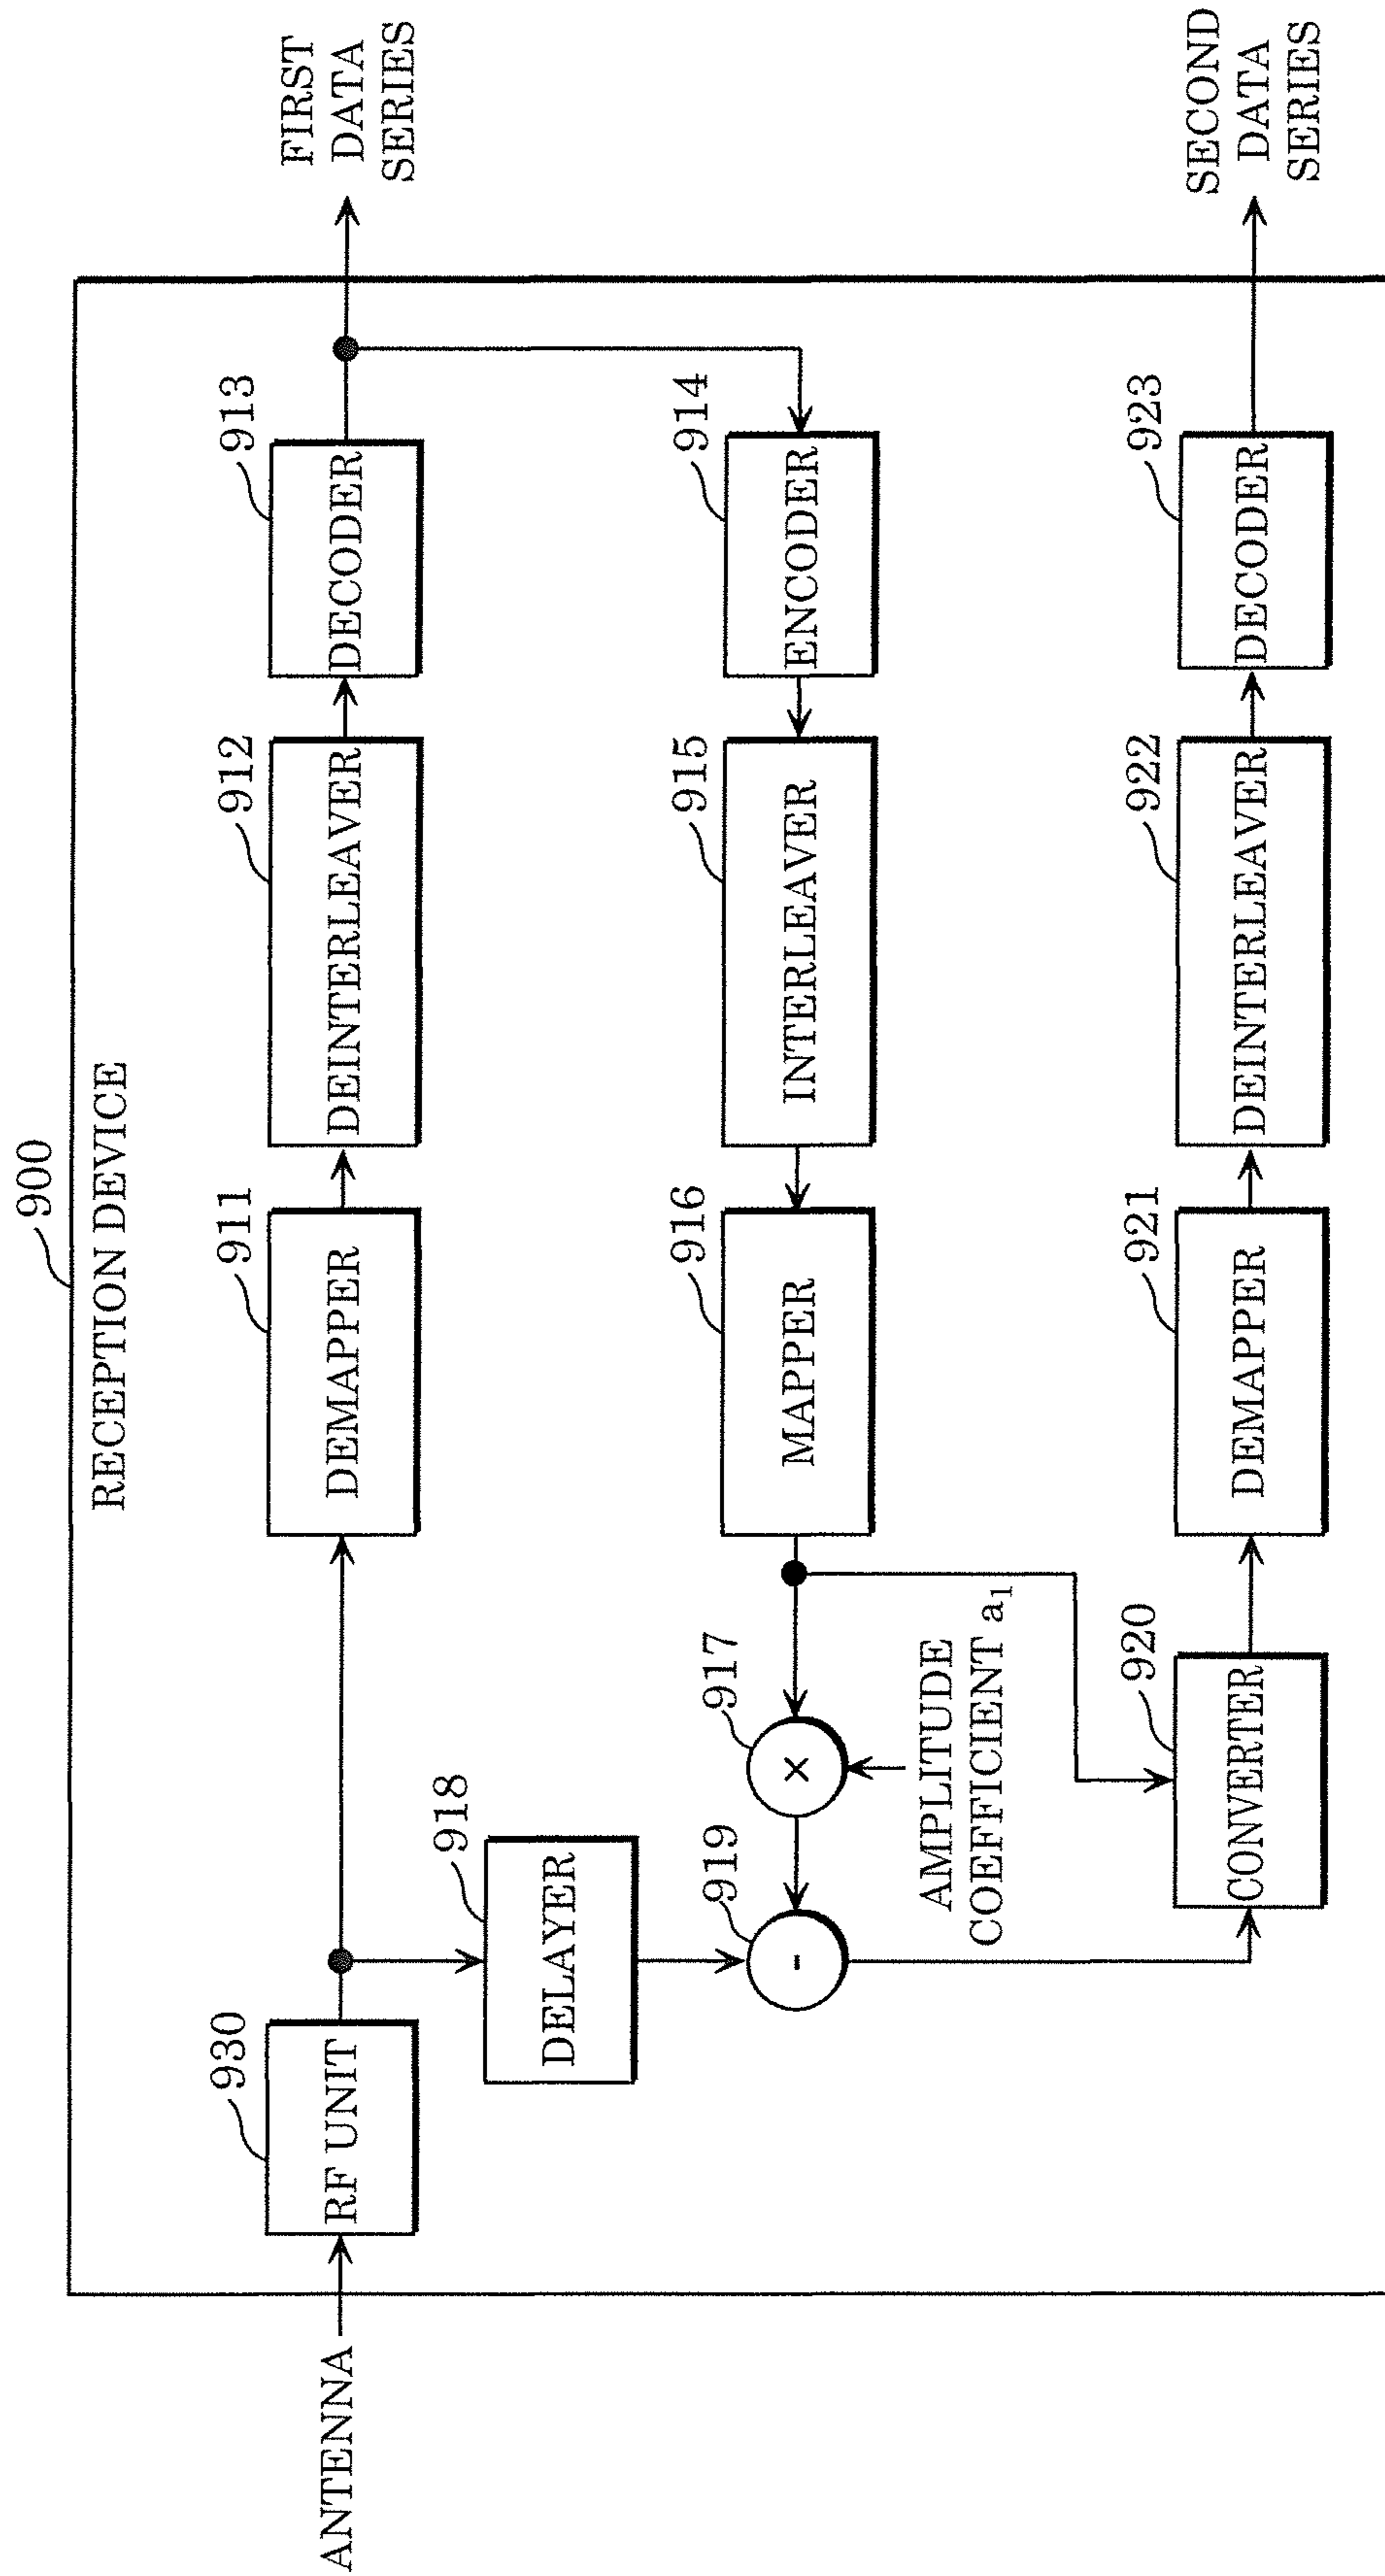 900
RECEPTION DEVICE
ANTENNA
930
RF UNIT
911
DEMAPPER
912
DEINTERLEAVER
913
DECODER
FIRST
DATA
SERIES
918
DELAYER
919
-
917
×
AMPLITUDE
COEFFICIENT a₁
916
MAPPER
915
INTERLEAVER
914
ENCODER
920
CONVERTER
921
DEMAPPER
922
DEINTERLEAVER
923
DECODER
SECOND
DATA
SERIES